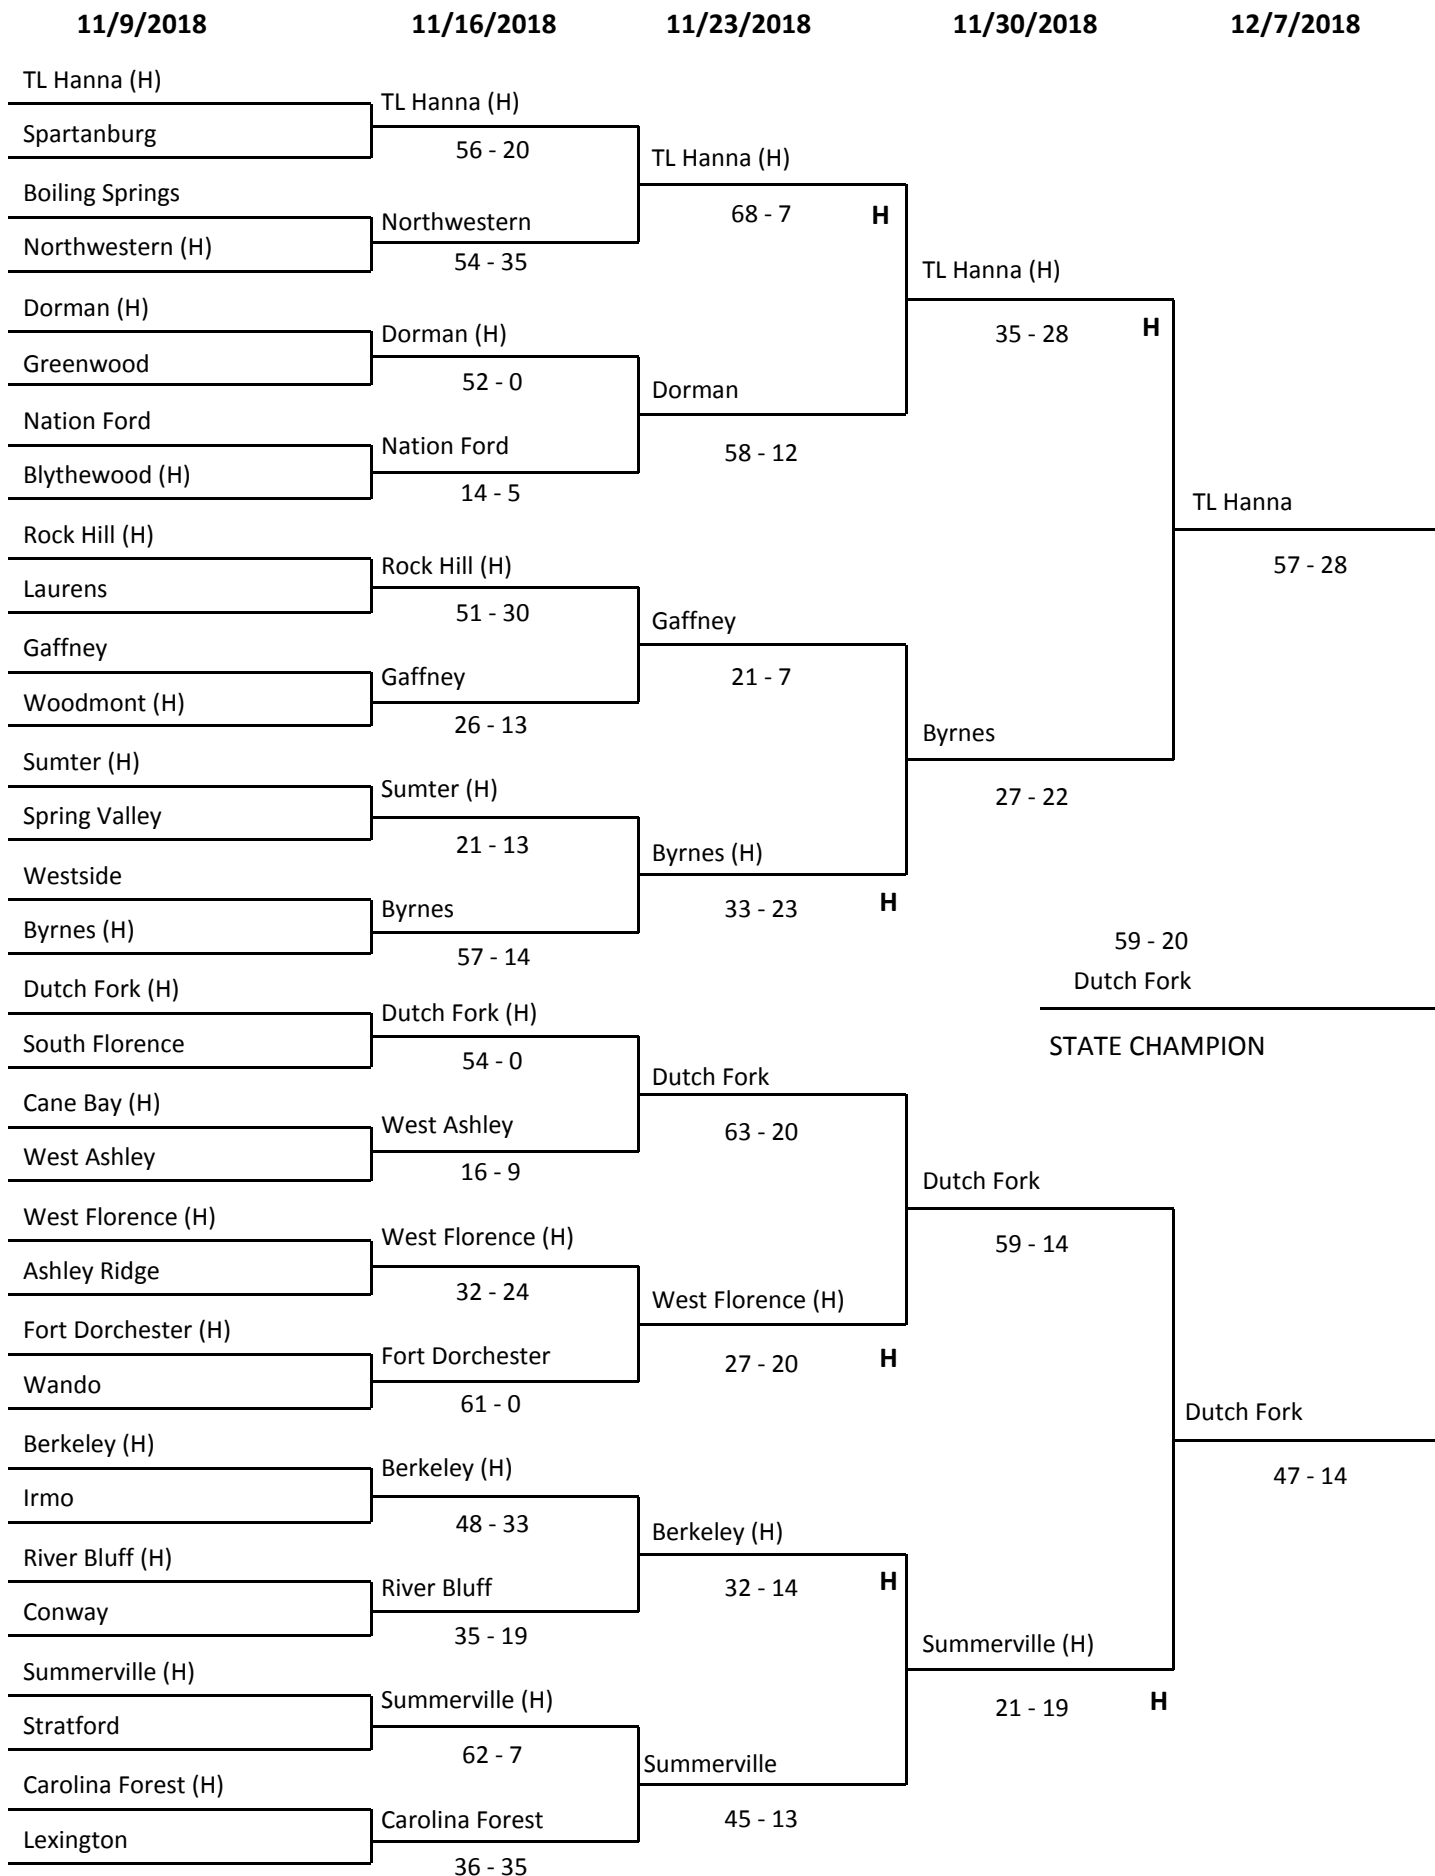 11/9/2018 11/16/2018 11/23/2018 11/30/2018 12/7/2018
TL Hanna (H)
Spartanburg
Boiling Springs
Northwestern (H)
Dorman (H)
Greenwood
Nation Ford
Blythewood (H)
Rock Hill (H)
Laurens
Gaffney
Woodmont (H)
Sumter (H)
Spring Valley
Westside
Byrnes (H)
Dutch Fork (H)
South Florence
Cane Bay (H)
West Ashley
West Florence (H)
Ashley Ridge
Fort Dorchester (H)
Wando
Berkeley (H)
Irmo
River Bluff (H)
Conway
Summerville (H)
Stratford
Carolina Forest (H)
Lexington
TL Hanna (H)
56 - 20
Northwestern
54 - 35
Dorman (H)
52 - 0
Nation Ford
14 - 5
Rock Hill (H)
51 - 30
Gaffney
26 - 13
Sumter (H)
21 - 13
Byrnes
57 - 14
Dutch Fork (H)
54 - 0
West Ashley
16 - 9
West Florence (H)
32 - 24
Fort Dorchester
61 - 0
Berkeley (H)
48 - 33
River Bluff
35 - 19
Summerville (H)
62 - 7
Carolina Forest
36 - 35
TL Hanna (H)
68 - 7 H
Dorman
58 - 12
Gaffney
21 - 7
Byrnes (H)
33 - 23 H
Dutch Fork
63 - 20
West Florence (H)
27 - 20 H
Berkeley (H)
32 - 14 H
Summerville
45 - 13
TL Hanna (H)
35 - 28 H
Byrnes
27 - 22
Dutch Fork
59 - 14
Summerville (H)
21 - 19 H
TL Hanna
57 - 28
59 - 20
Dutch Fork
STATE CHAMPION
Dutch Fork
47 - 14